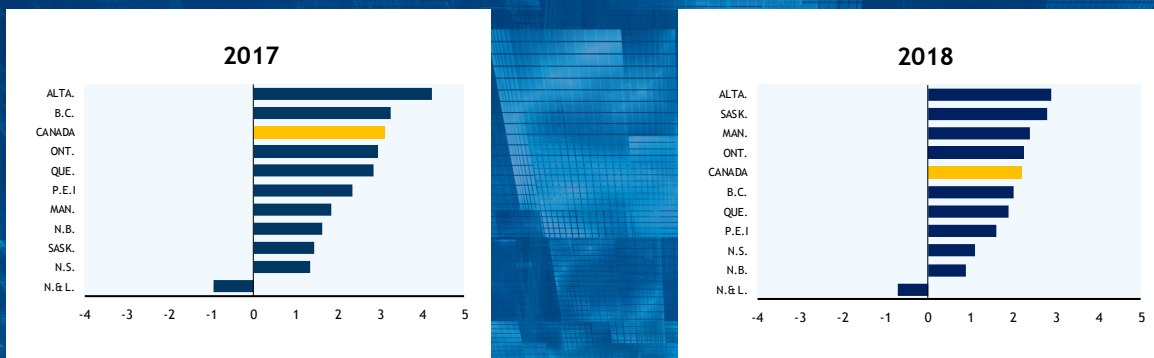 2017
ALTA.
B.C.
CANADA
ONT.
QUE.
P.E.I
MAN.
N.B.
SASK.
N.S.
N.& L.
-4 -3 -2 -1 0 1 2 3 4 5
2018
ALTA.
SASK.
MAN.
ONT.
CANADA
B.C.
QUE.
P.E.I
N.S.
N.B.
N.& L.
-4 -3 -2 -1 0 1 2 3 4 5